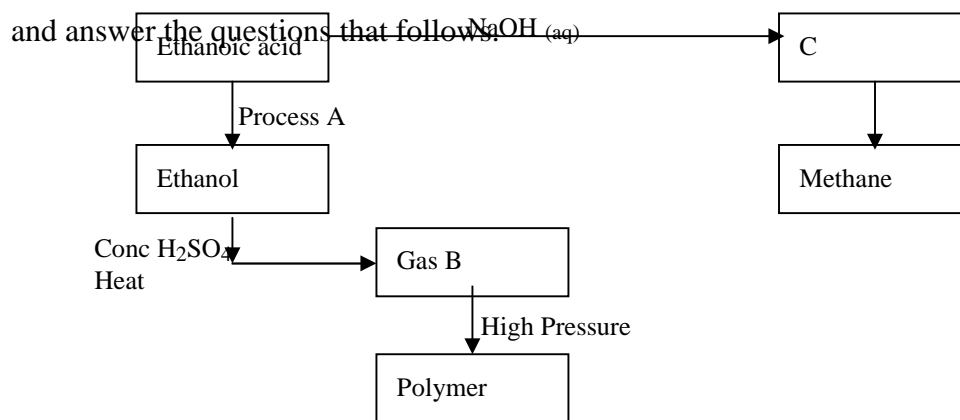 and answer the questions that follows.
NaOH (aq)
Ethanoic acid
C
Process A
Ethanol
Methane
Conc H2SO4
Heat
Gas B
High Pressure
Polymer